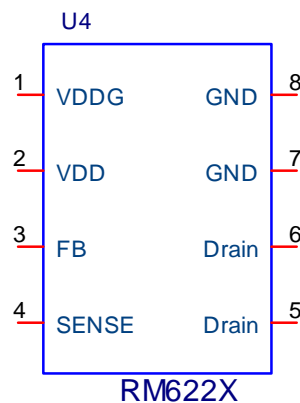 U4
1 VDDG GND 8
2 VDD GND 7
3 FB Drain 6
4 SENSE Drain 5
RM622X